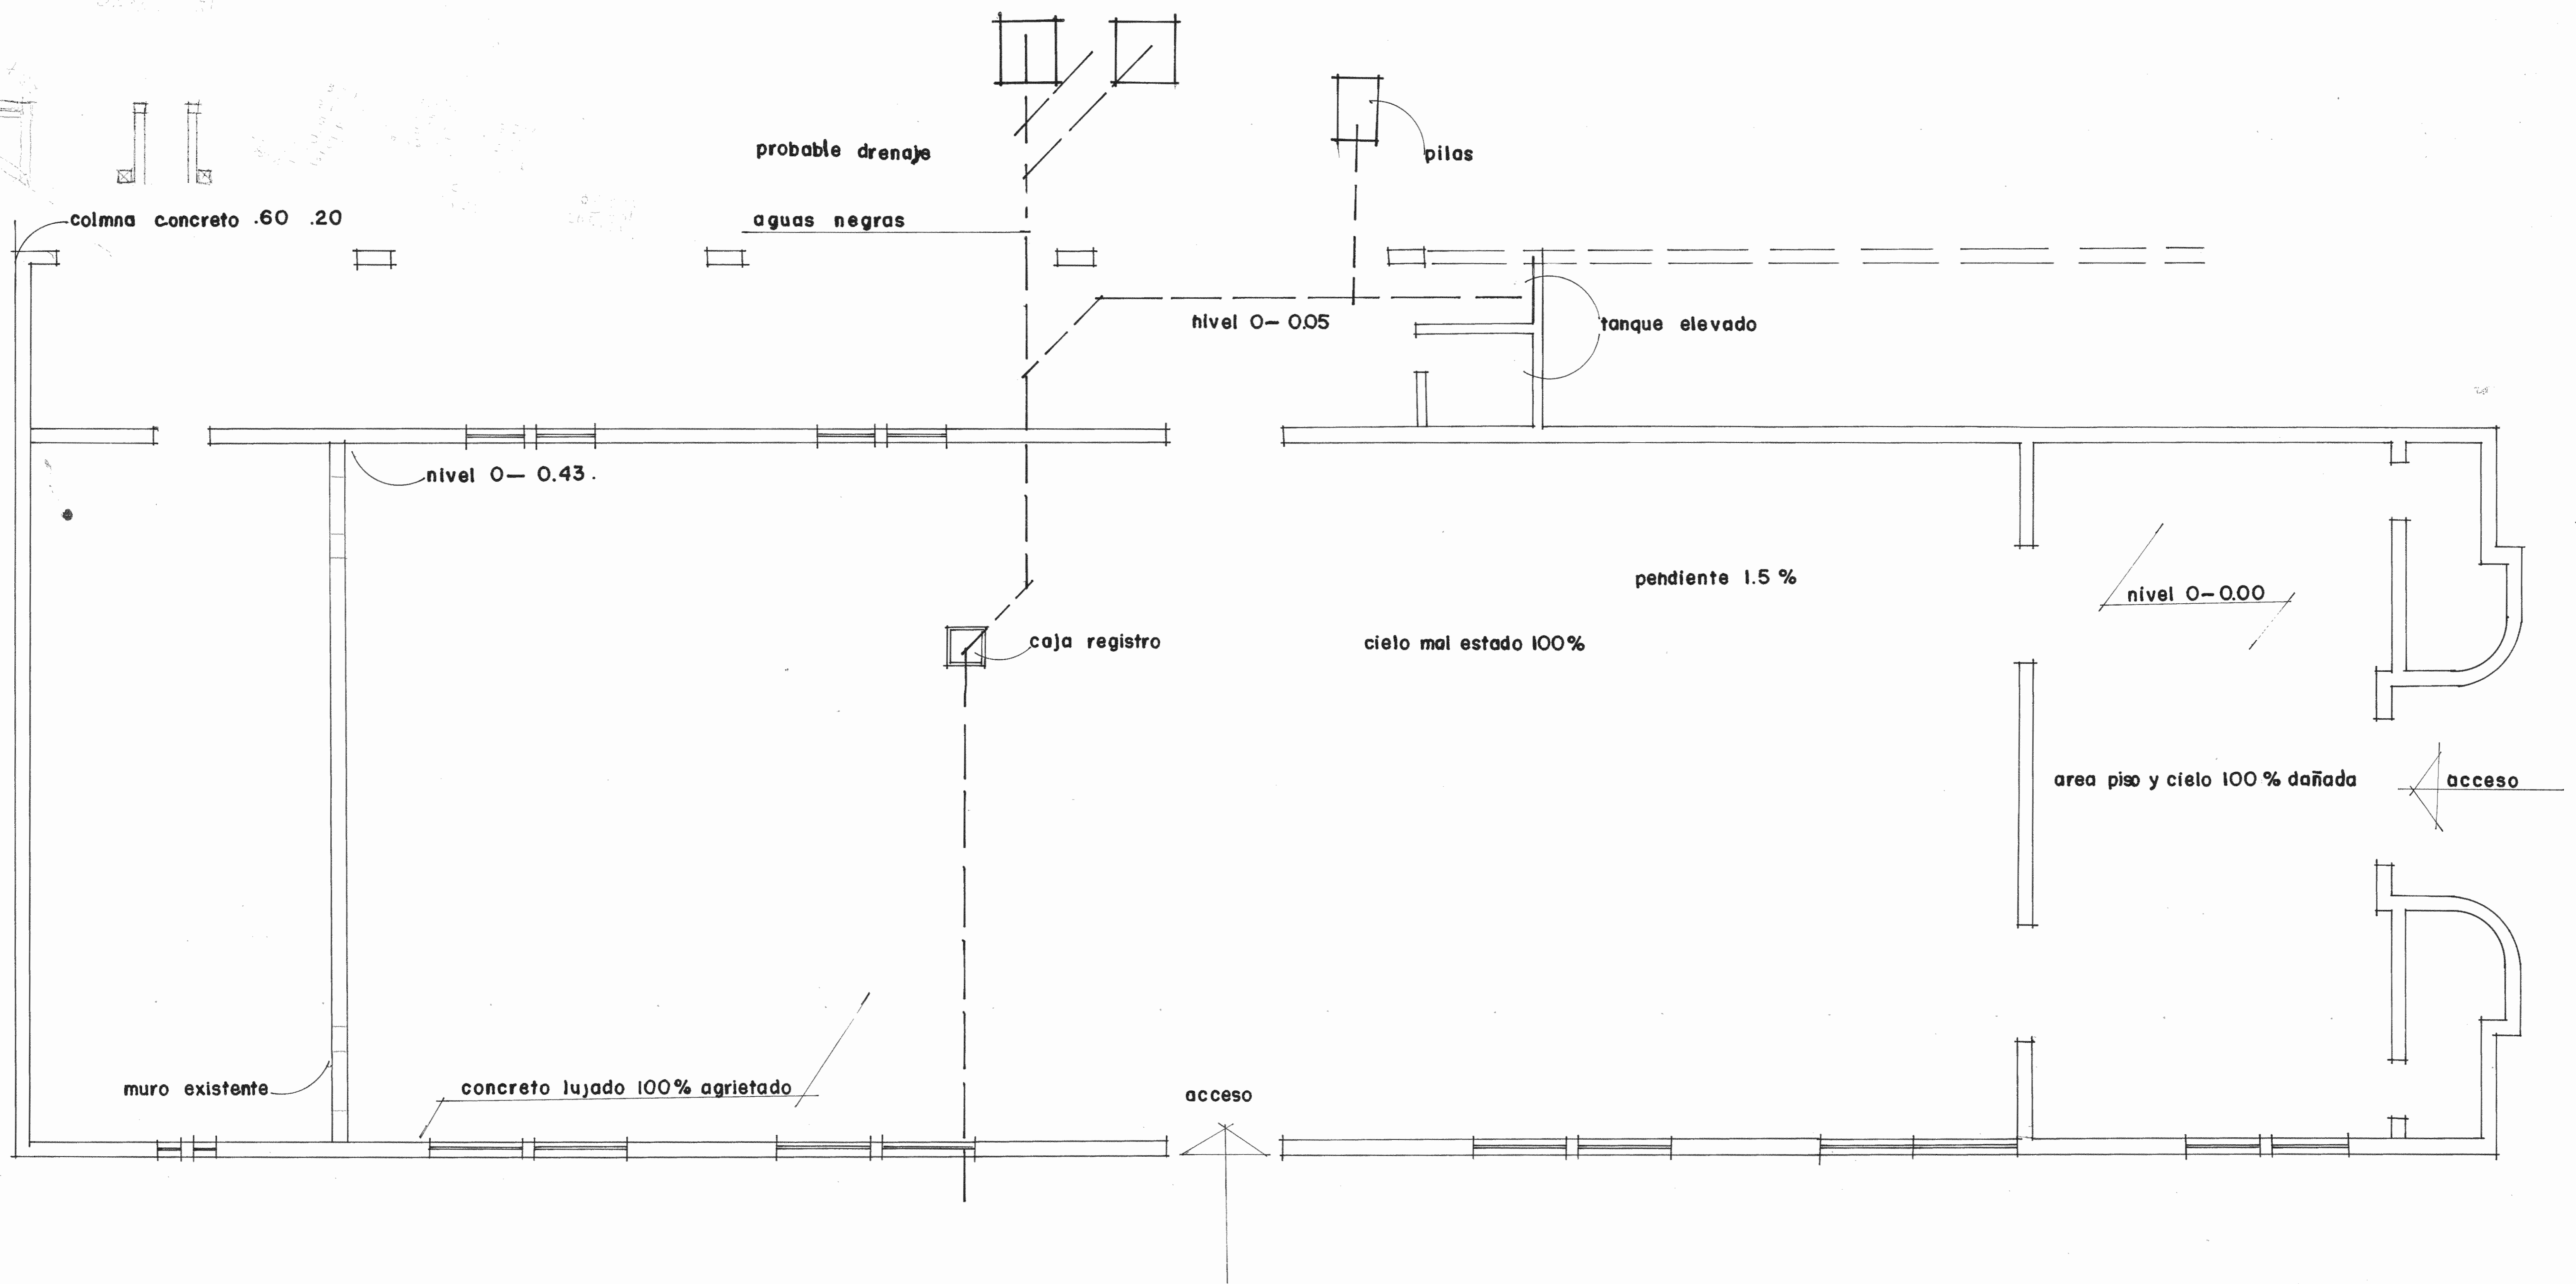 probable drenaje
pilas
colmna concreto .60 .20
aguas negras
nivel 0- 0.05
tanque elevado
nivel 0- 0.43.
pendiente 1.5 %
nivel 0-0.00
caja registro
cielo mal estado 100%
area piso y cielo 100 % dañada
acceso
muro existente
concreto lujado 100% agrietado
acceso